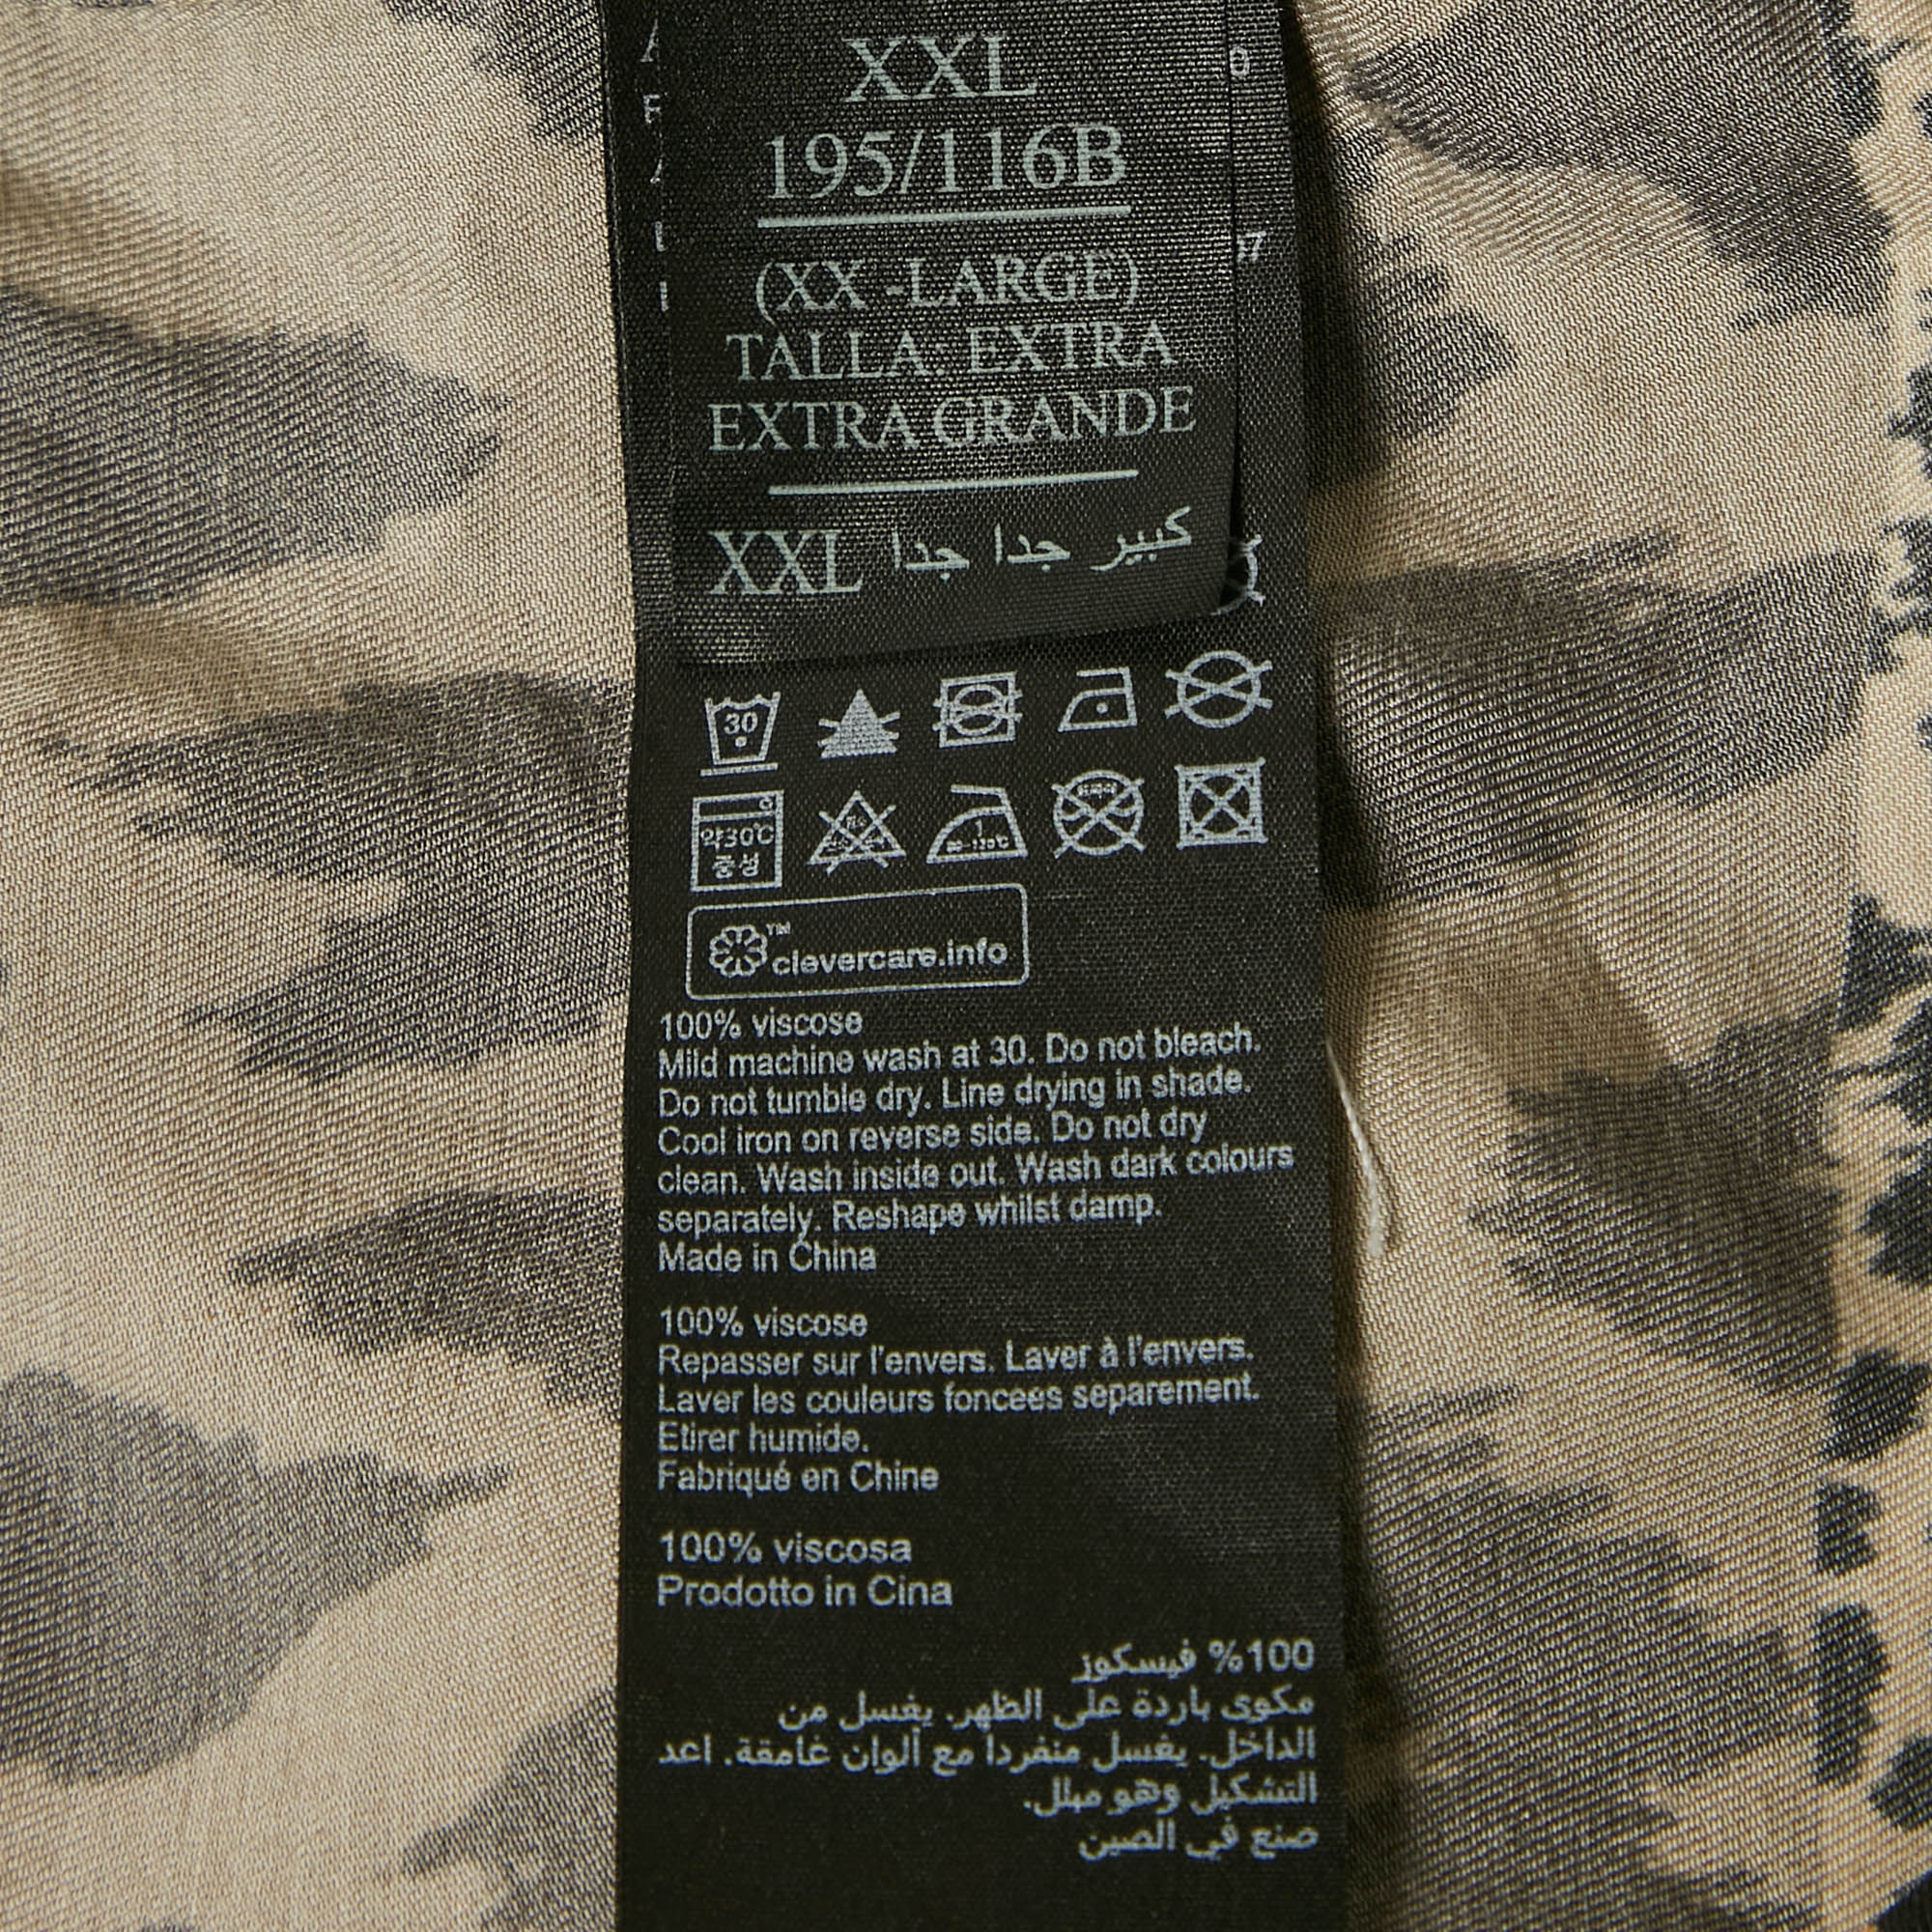 XXL
195/116B
(XX -LARGE)
TALLA: EXTRA
EXTRA GRANDE
XXL كبير جدا جدا
30
약30℃
중성
™ clevercare.info
100% viscose
Mild machine wash at 30. Do not bleach.
Do not tumble dry. Line drying in shade.
Cool iron on reverse side. Do not dry
clean. Wash inside out. Wash dark colours
separately. Reshape whilst damp.
Made in China
100% viscose
Repasser sur l'envers. Laver à l'envers.
Laver les couleurs foncees separement.
Etirer humide.
Fabriqué en Chine
100% viscosa
Prodotto in Cina
100% فيسكوز
مكوى باردة على الظهر. يغسل من
الداخل. يغسل منفردا مع ألوان غامقة. اعد
التشكيل وهو مبلل.
صنع في الصين